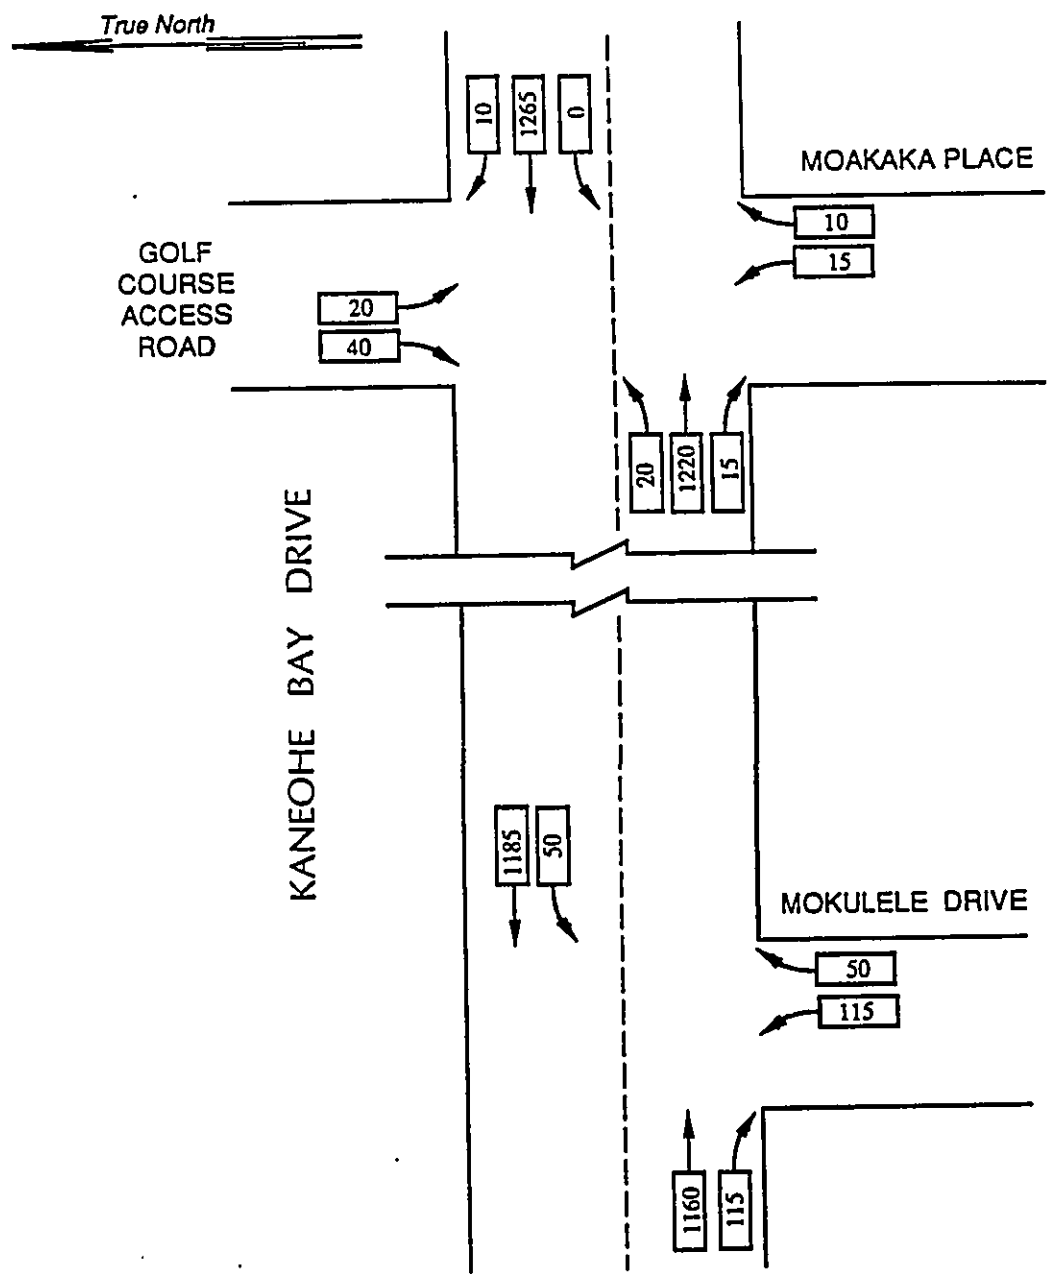 True North
10
1265
0
MOAKAKA PLACE
10
15
GOLF
COURSE
ACCESS
ROAD
20
40
20
1220
15
KANEOHE BAY DRIVE
1185
50
MOKULELE DRIVE
50
115
1160
115